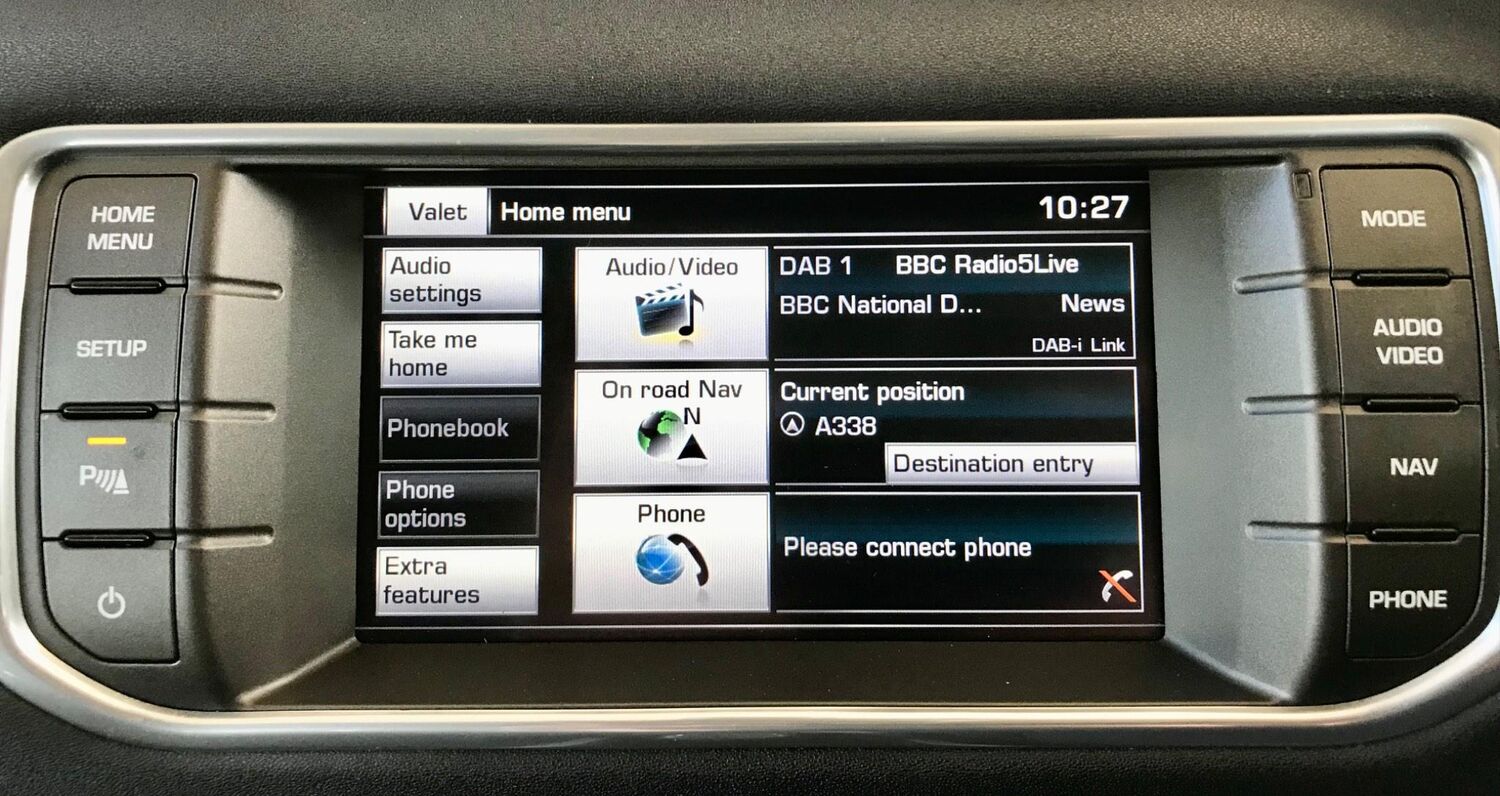 HOME
MENU
SETUP
P
Valet
Home menu
10:27
Audio
settings
Take me
home
Phonebook
Phone
options
Extra
features
Audio/Video
On road Nav
N
Phone
DAB 1 BBC Radio5Live
BBC National D... News
DAB-i Link
Current position
A338
Destination entry
Please connect phone
MODE
AUDIO
VIDEO
NAV
PHONE